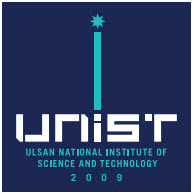 UNIST
ULSAN NATIONAL INSTITUTE OF
SCIENCE AND TECHNOLOGY
2009